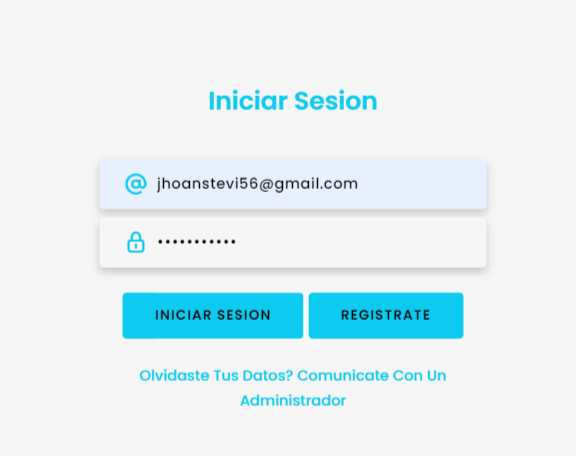 Iniciar Sesion
jhoanstevi56@gmail.com
•••••••••••
INICIAR SESION
REGISTRATE
Olvidaste Tus Datos? Comunicate Con Un
Administrador